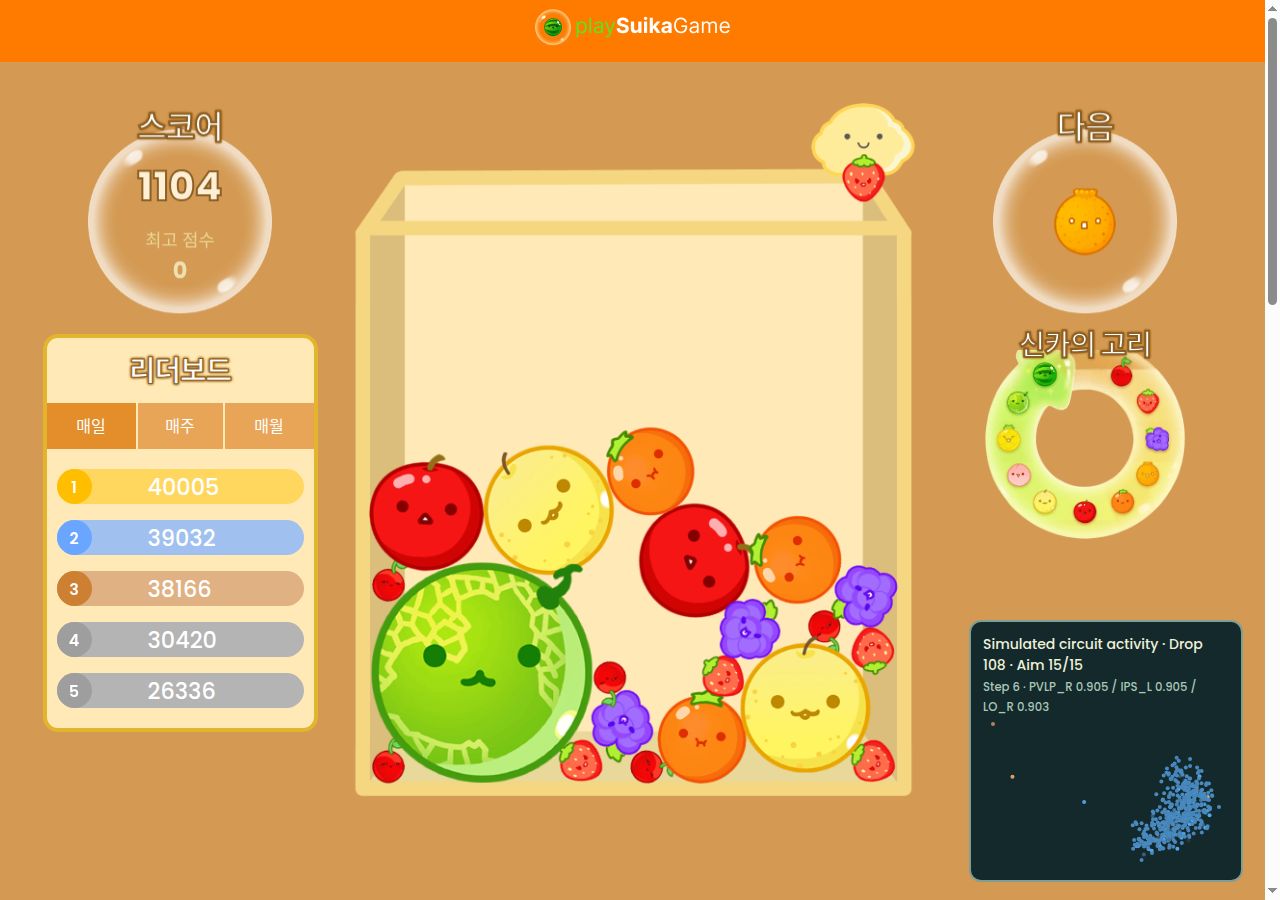 playSuikaGame
스코어
1104
최고 점수
0
다음
신카의 고리
리더보드
매일 매주 매월
1 40005
2 39032
3 38166
4 30420
5 26336
Simulated circuit activity · Drop
108 · Aim 15/15
Step 6 · PVLP_R 0.905 / IPS_L 0.905 /
LO_R 0.903